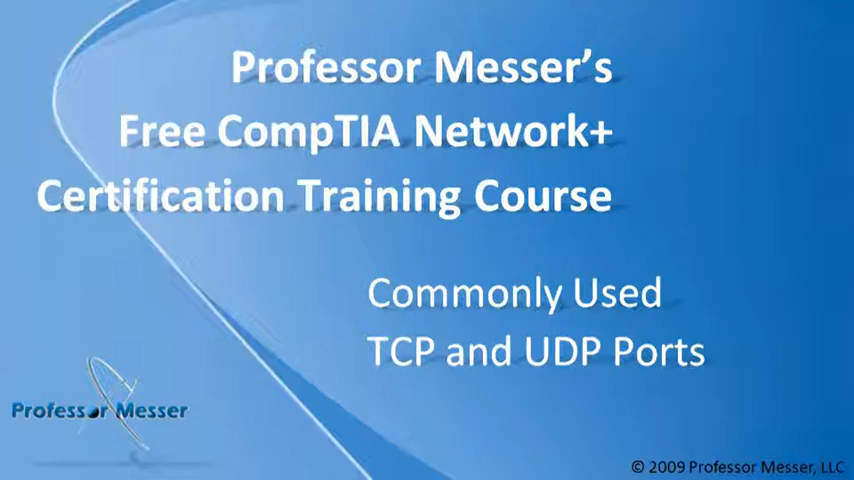 Professor Messer's
Free CompTIA Network+
Certification Training Course
Commonly Used
TCP and UDP Ports
Professor Messer
© 2009 Professor Messer, LLC